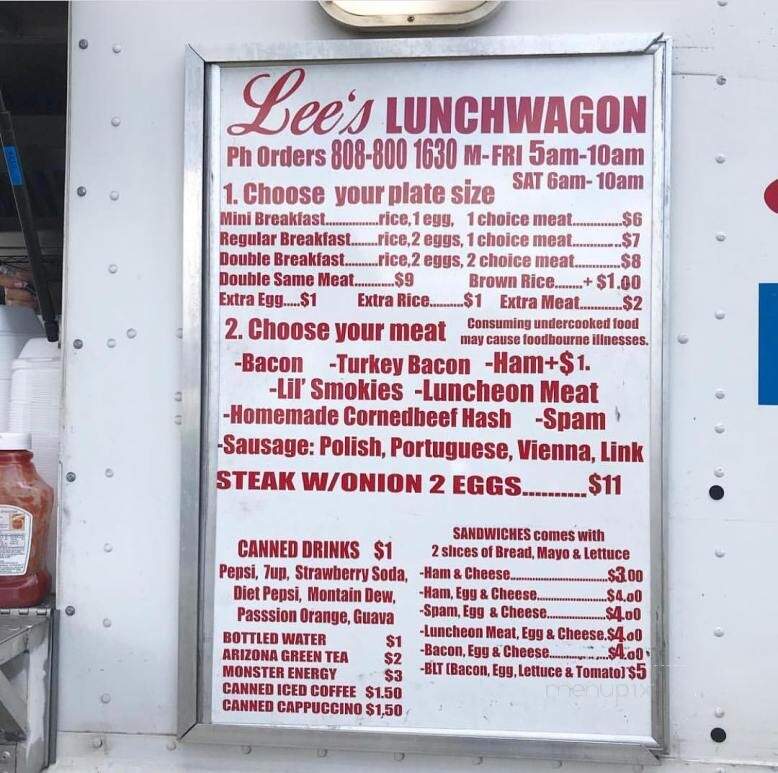 Lee's LUNCHWAGON
Ph Orders 808-800 1630 M-FRI 5am-10am
SAT 6am-10am
1. Choose your plate size
Mini Breakfast..............rice,1 egg, 1 choice meat.............$6
Regular Breakfast.......rice,2 eggs, 1 choice meat.............$7
Double Breakfast.........rice,2 eggs, 2 choice meat...........$8
Double Same Meat............$9 Brown Rice.......+ $1.00
Extra Egg.....$1 Extra Rice.........$1 Extra Meat...........$2
2. Choose your meat
Consuming undercooked food
may cause foodbourne illnesses.
-Bacon -Turkey Bacon -Ham+$1.
-Lil' Smokies -Luncheon Meat
-Homemade Cornedbeef Hash -Spam
-Sausage: Polish, Portuguese, Vienna, Link
STEAK W/ONION 2 EGGS..........$11
CANNED DRINKS $1
Pepsi, 7up, Strawberry Soda,
Diet Pepsi, Montain Dew,
Passsion Orange, Guava
BOTTLED WATER $1
ARIZONA GREEN TEA $2
MONSTER ENERGY $3
CANNED ICED COFFEE $1.50
CANNED CAPPUCCINO $1,50
SANDWICHES comes with
2 slices of Bread, Mayo & Lettuce
-Ham & Cheese........................$3.00
-Ham, Egg & Cheese.................$4.00
-Spam, Egg & Cheese...............$4.00
-Luncheon Meat, Egg & Cheese.$4.00
-Bacon, Egg & Cheese..............$4.00
-BLT (Bacon, Egg, Lettuce & Tomato) $5
menupix